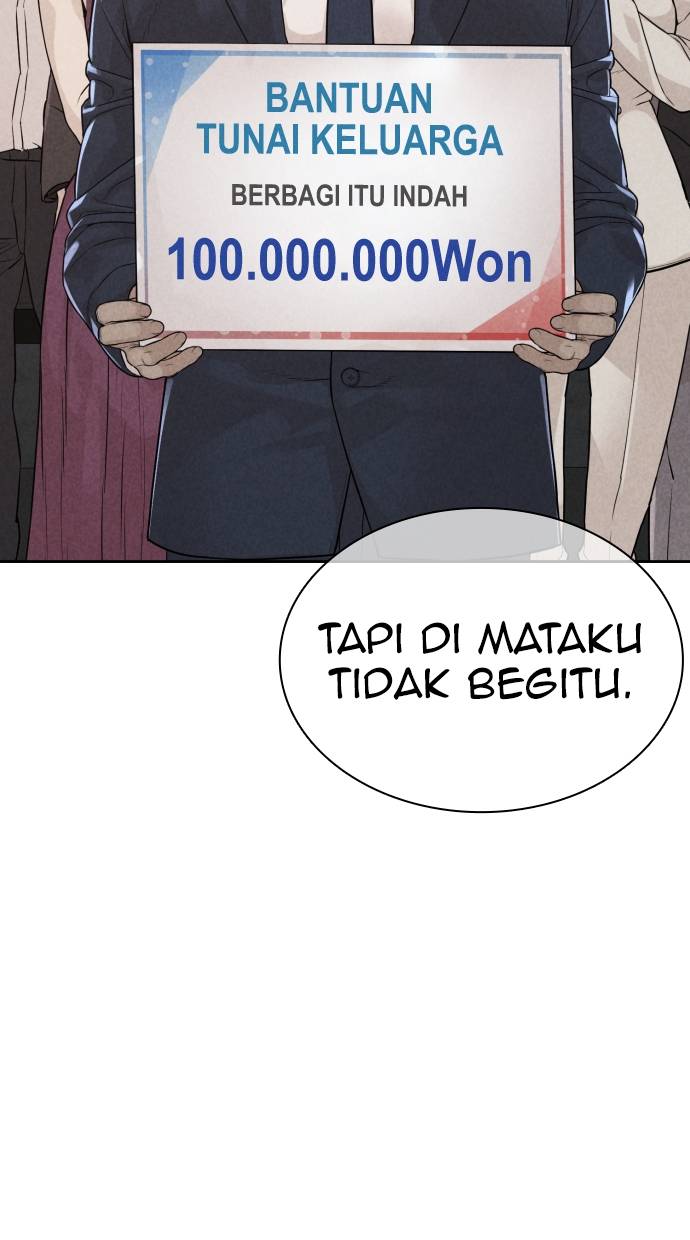 BANTUAN
TUNAI KELUARGA
BERBAGI ITU INDAH
100.000.000Won
TAPI DI MATAKU
TIDAK BEGITU.